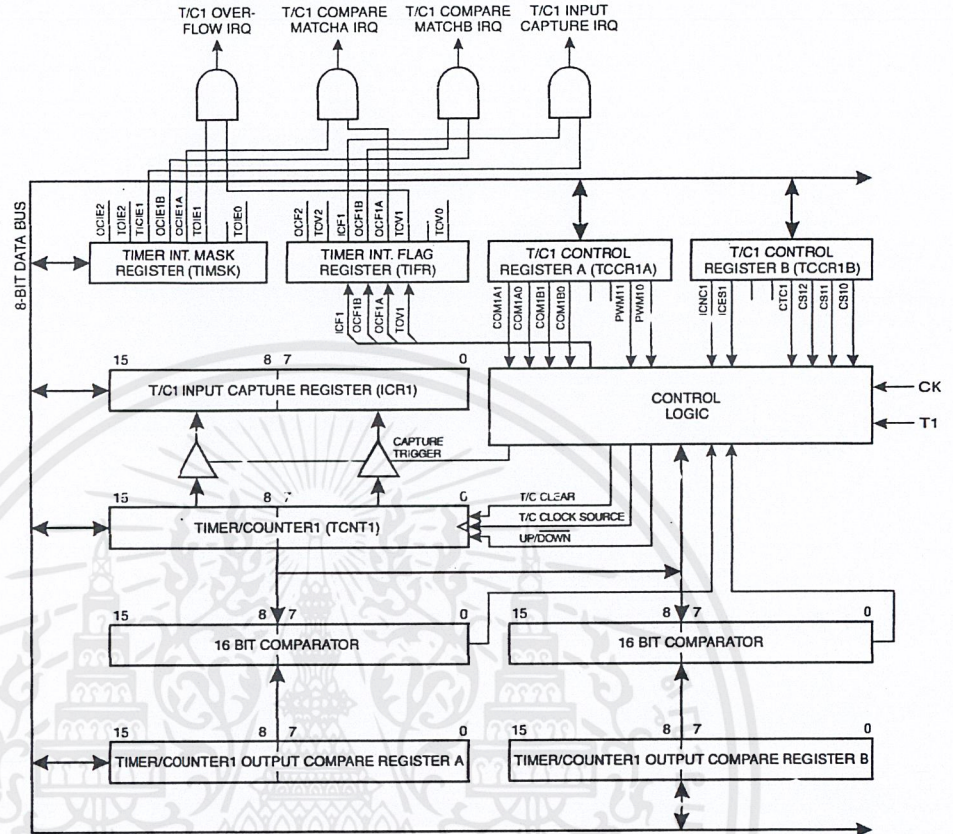 T/C1 OVER-
FLOW IRQ
T/C1 COMPARE
MATCHA IRQ
T/C1 COMPARE
MATCHB IRQ
T/C1 INPUT
CAPTURE IRQ
8-BIT DATA BUS
OCIE2
TOIE2
TICIE1
OCIE1B
OCIE1A
TOIE1
TOIE0
OCF2
TOV2
ICF1
OCF1B
OCF1A
TOV1
TOV0
TIMER INT. MASK
REGISTER (TIMSK)
TIMER INT. FLAG
REGISTER (TIFR)
T/C1 CONTROL
REGISTER A (TCCR1A)
T/C1 CONTROL
REGISTER B (TCCR1B)
ICF1
OCF1B
OCF1A
TOV1
COM1A1
COM1A0
COM1B1
COM1B0
PWM11
PWM10
ICNC1
ICES1
CTC1
CS12
CS11
CS10
15 8 7 0
T/C1 INPUT CAPTURE REGISTER (ICR1)
CONTROL
LOGIC
CK
T1
CAPTURE
TRIGGER
15 8 7 0
TIMER/COUNTER1 (TCNT1)
T/C CLEAR
T/C CLOCK SOURCE
UP/DOWN
15 8 7 0
16 BIT COMPARATOR
15 8 7 0
16 BIT COMPARATOR
15 8 7 0
TIMER/COUNTER1 OUTPUT COMPARE REGISTER A
15 8 7 0
TIMER/COUNTER1 OUTPUT COMPARE REGISTER B